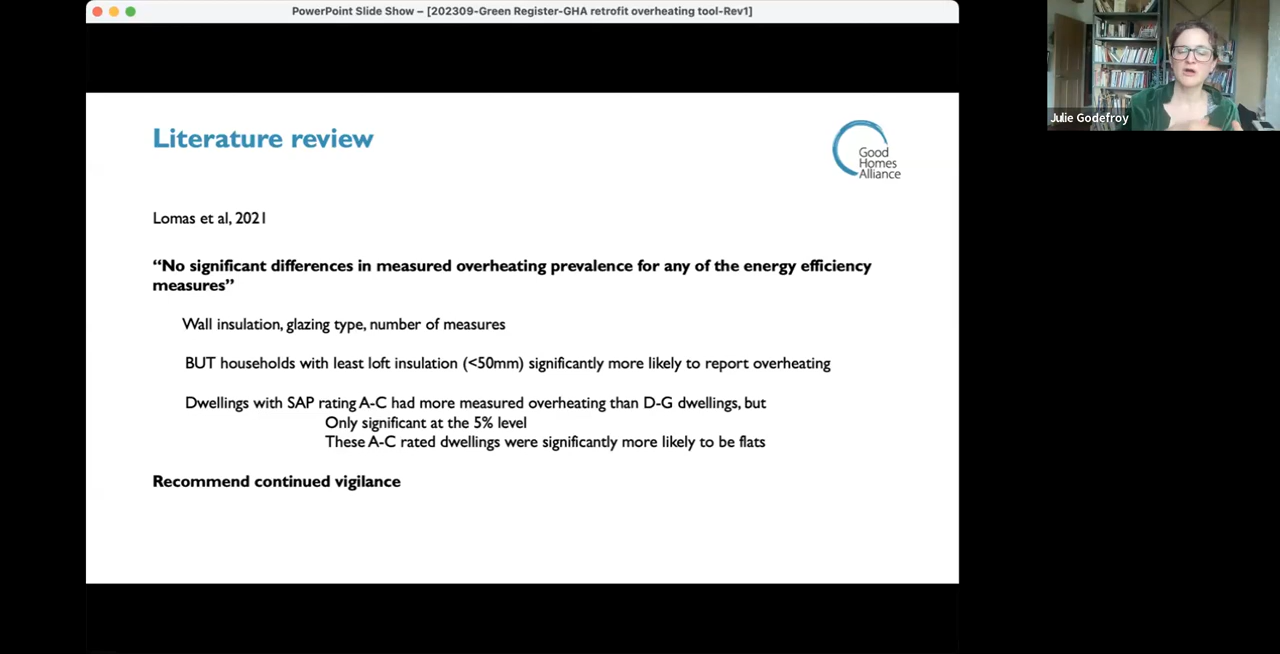 PowerPoint Slide Show – [202309-Green Register-GHA retrofit overheating tool-Rev1]
Julie Godefroy
Literature review
Good
Homes
Alliance
Lomas et al, 2021
“No significant differences in measured overheating prevalence for any of the energy efficiency
measures”
Wall insulation, glazing type, number of measures
BUT households with least loft insulation (<50mm) significantly more likely to report overheating
Dwellings with SAP rating A-C had more measured overheating than D-G dwellings, but
Only significant at the 5% level
These A-C rated dwellings were significantly more likely to be flats
Recommend continued vigilance